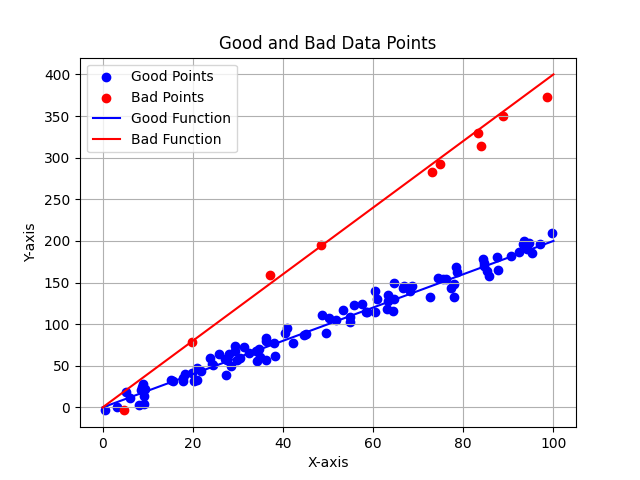 Good and Bad Data Points
Good Points
Bad Points
Good Function
Bad Function
Y-axis
400
350
300
250
200
150
100
50
0
0 20 40 60 80 100
X-axis